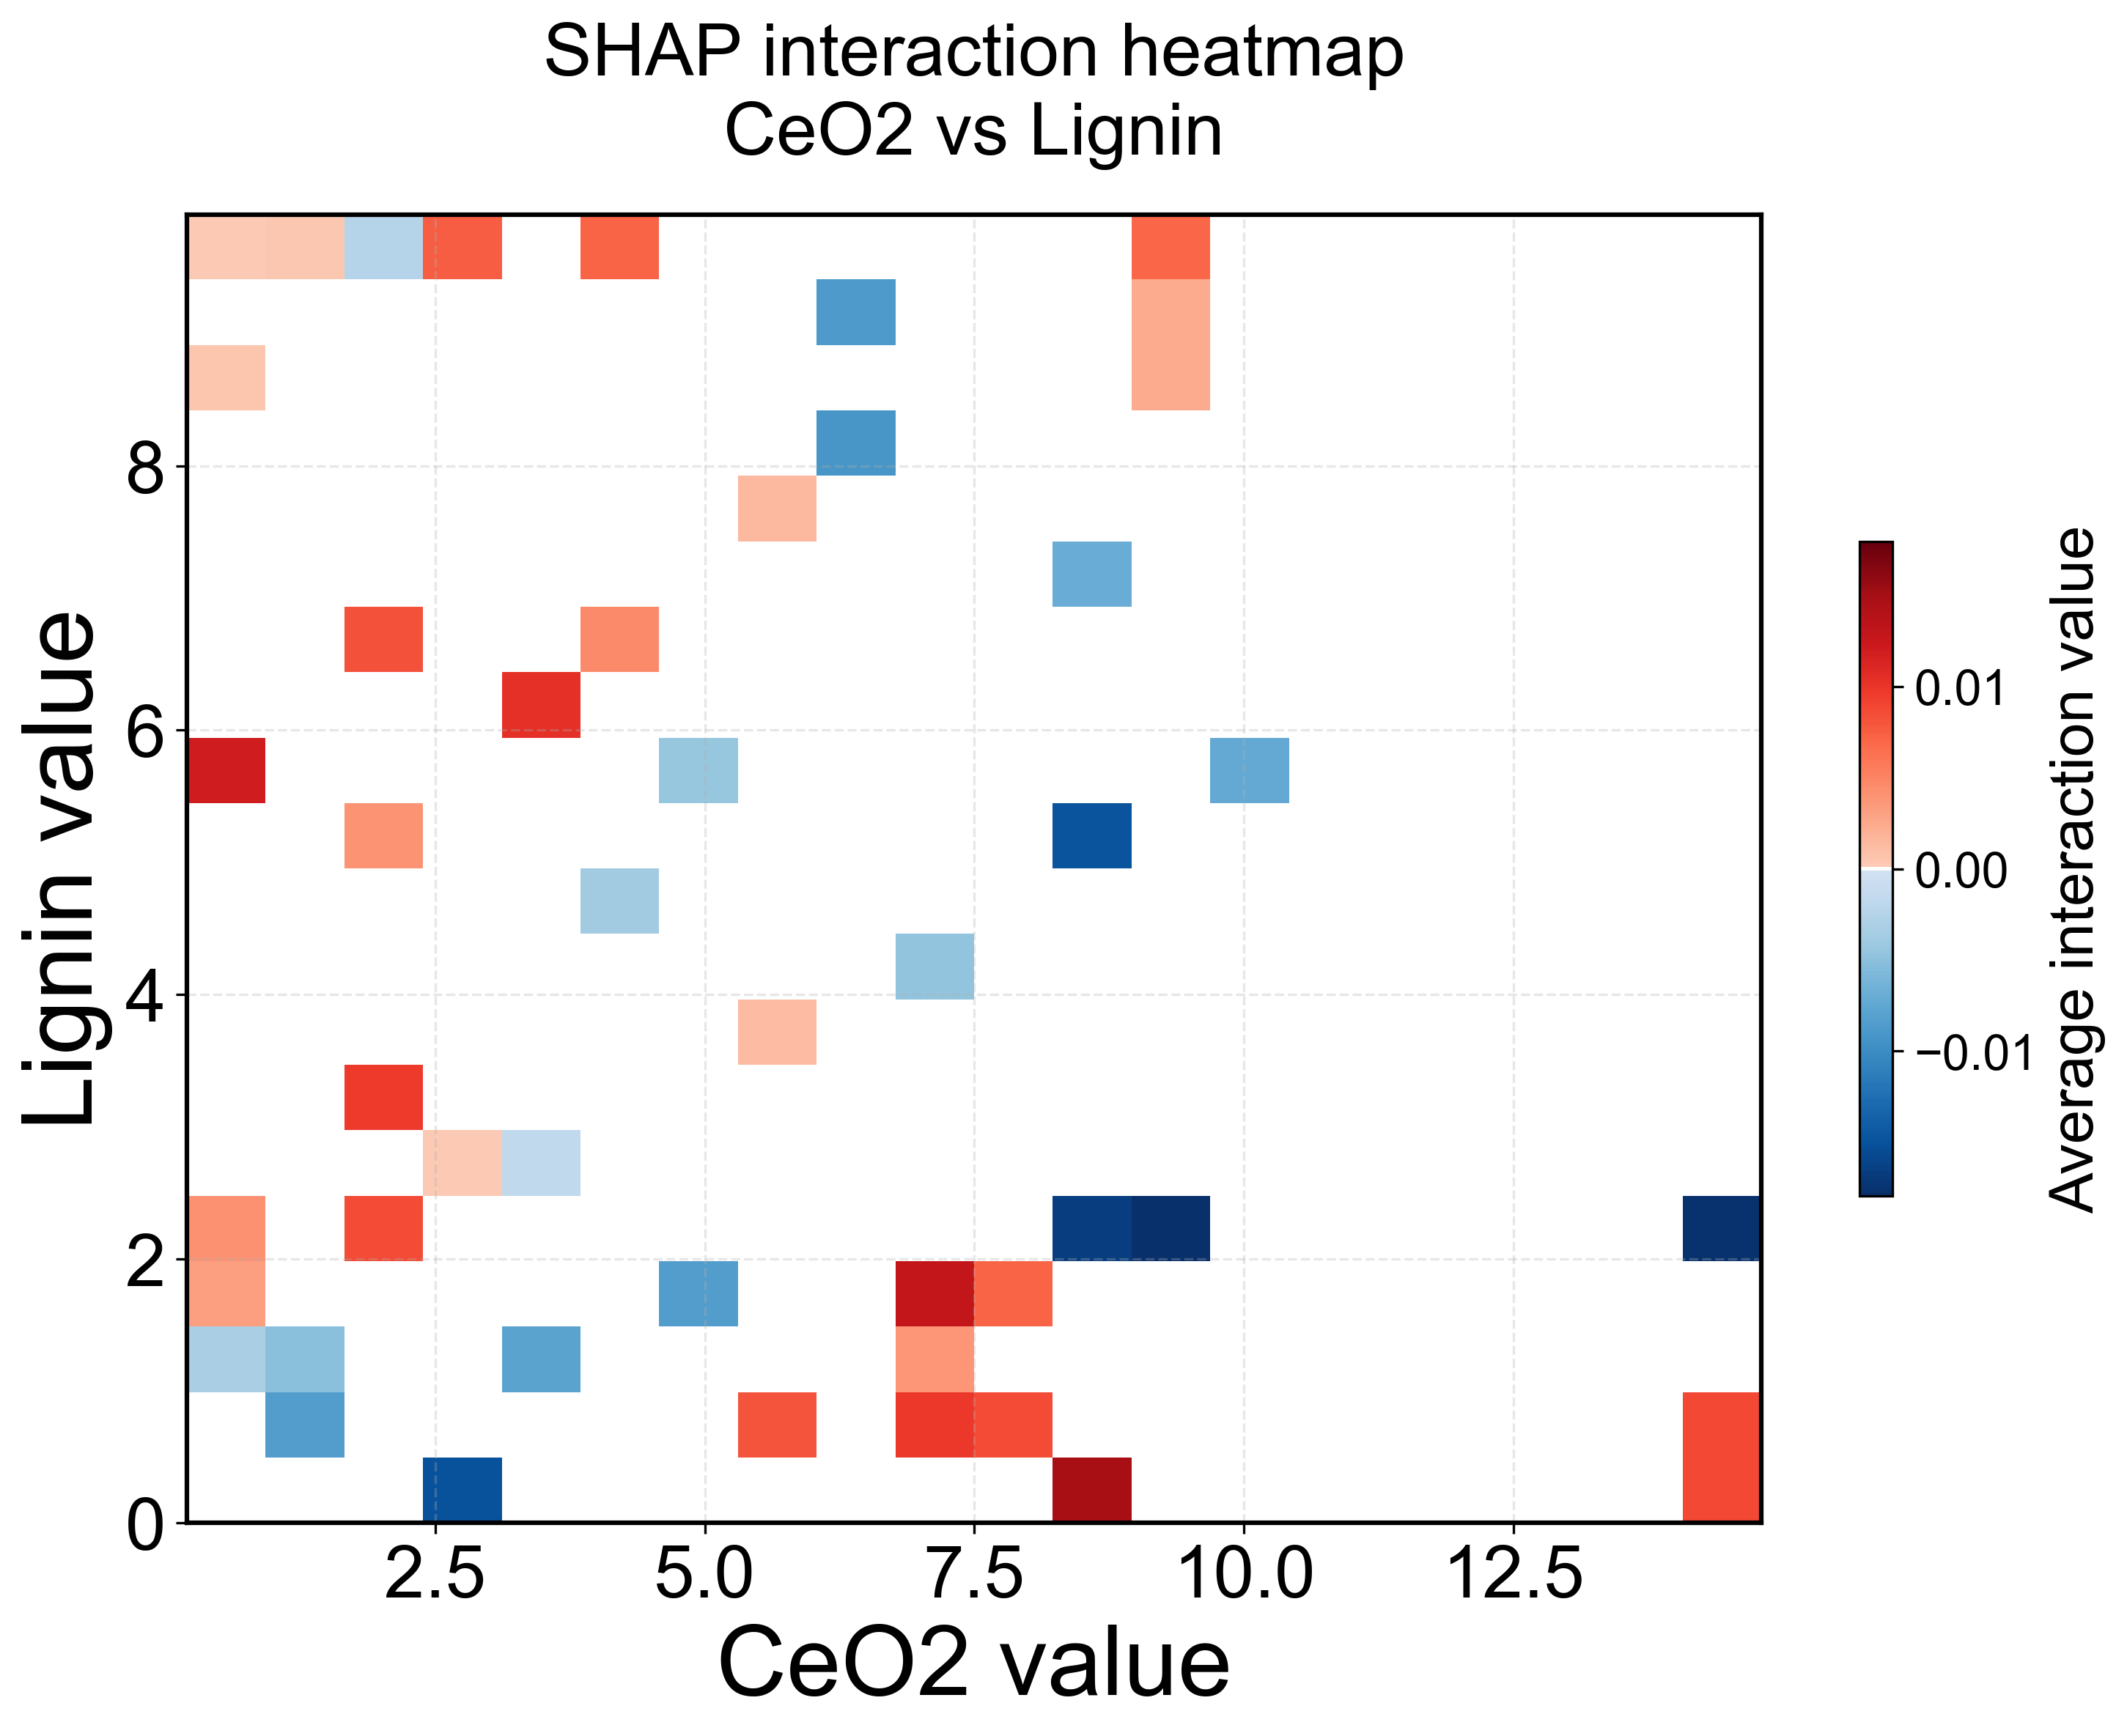 SHAP interaction heatmap
CeO2 vs Lignin
Lignin value
8
6
4
2
0
2.5
5.0
7.5
10.0
12.5
CeO2 value
0.01
0.00
−0.01
Average interaction value